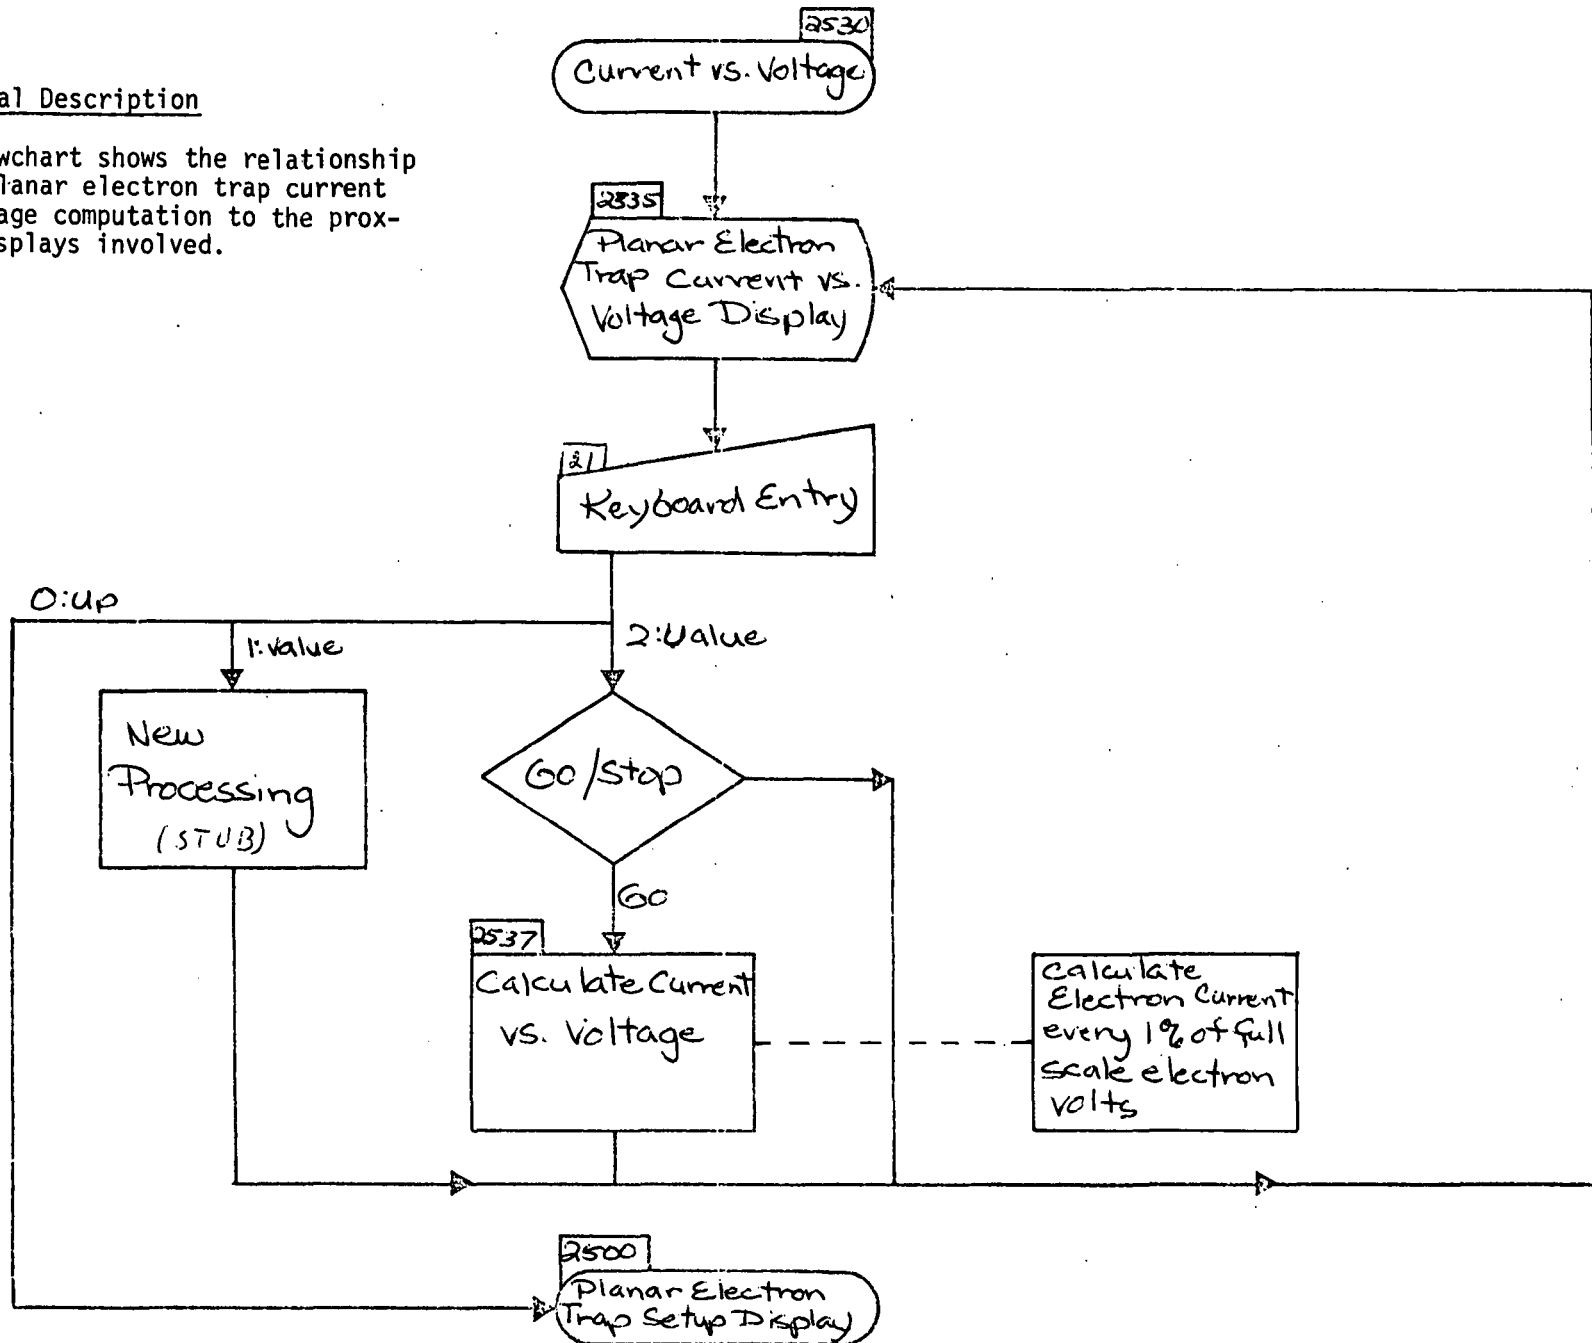 2530
Current vs. Voltage
al Description
wchart shows the relationship
lanar electron trap current
age computation to the prox-
splays involved.
2535
Planar Electron
Trap Current vs.
Voltage Display
21
Keyboard Entry
0:Up
1:Value
2:Value
New
Processing
(STUB)
Go/Stop
Go
2537
Calculate Current
vs. Voltage
Calculate
Electron Current
every 1% of full
scale electron
volts
2500
Planar Electron
Trap Setup Display